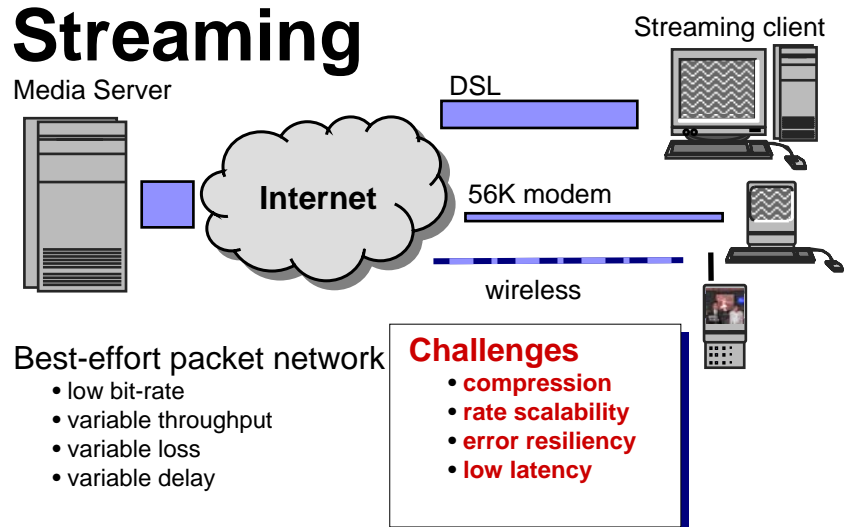 Streaming
Streaming client
Media Server
DSL
Internet
56K modem
wireless
Best-effort packet network
• low bit-rate
• variable throughput
• variable loss
• variable delay
Challenges
• compression
• rate scalability
• error resiliency
• low latency